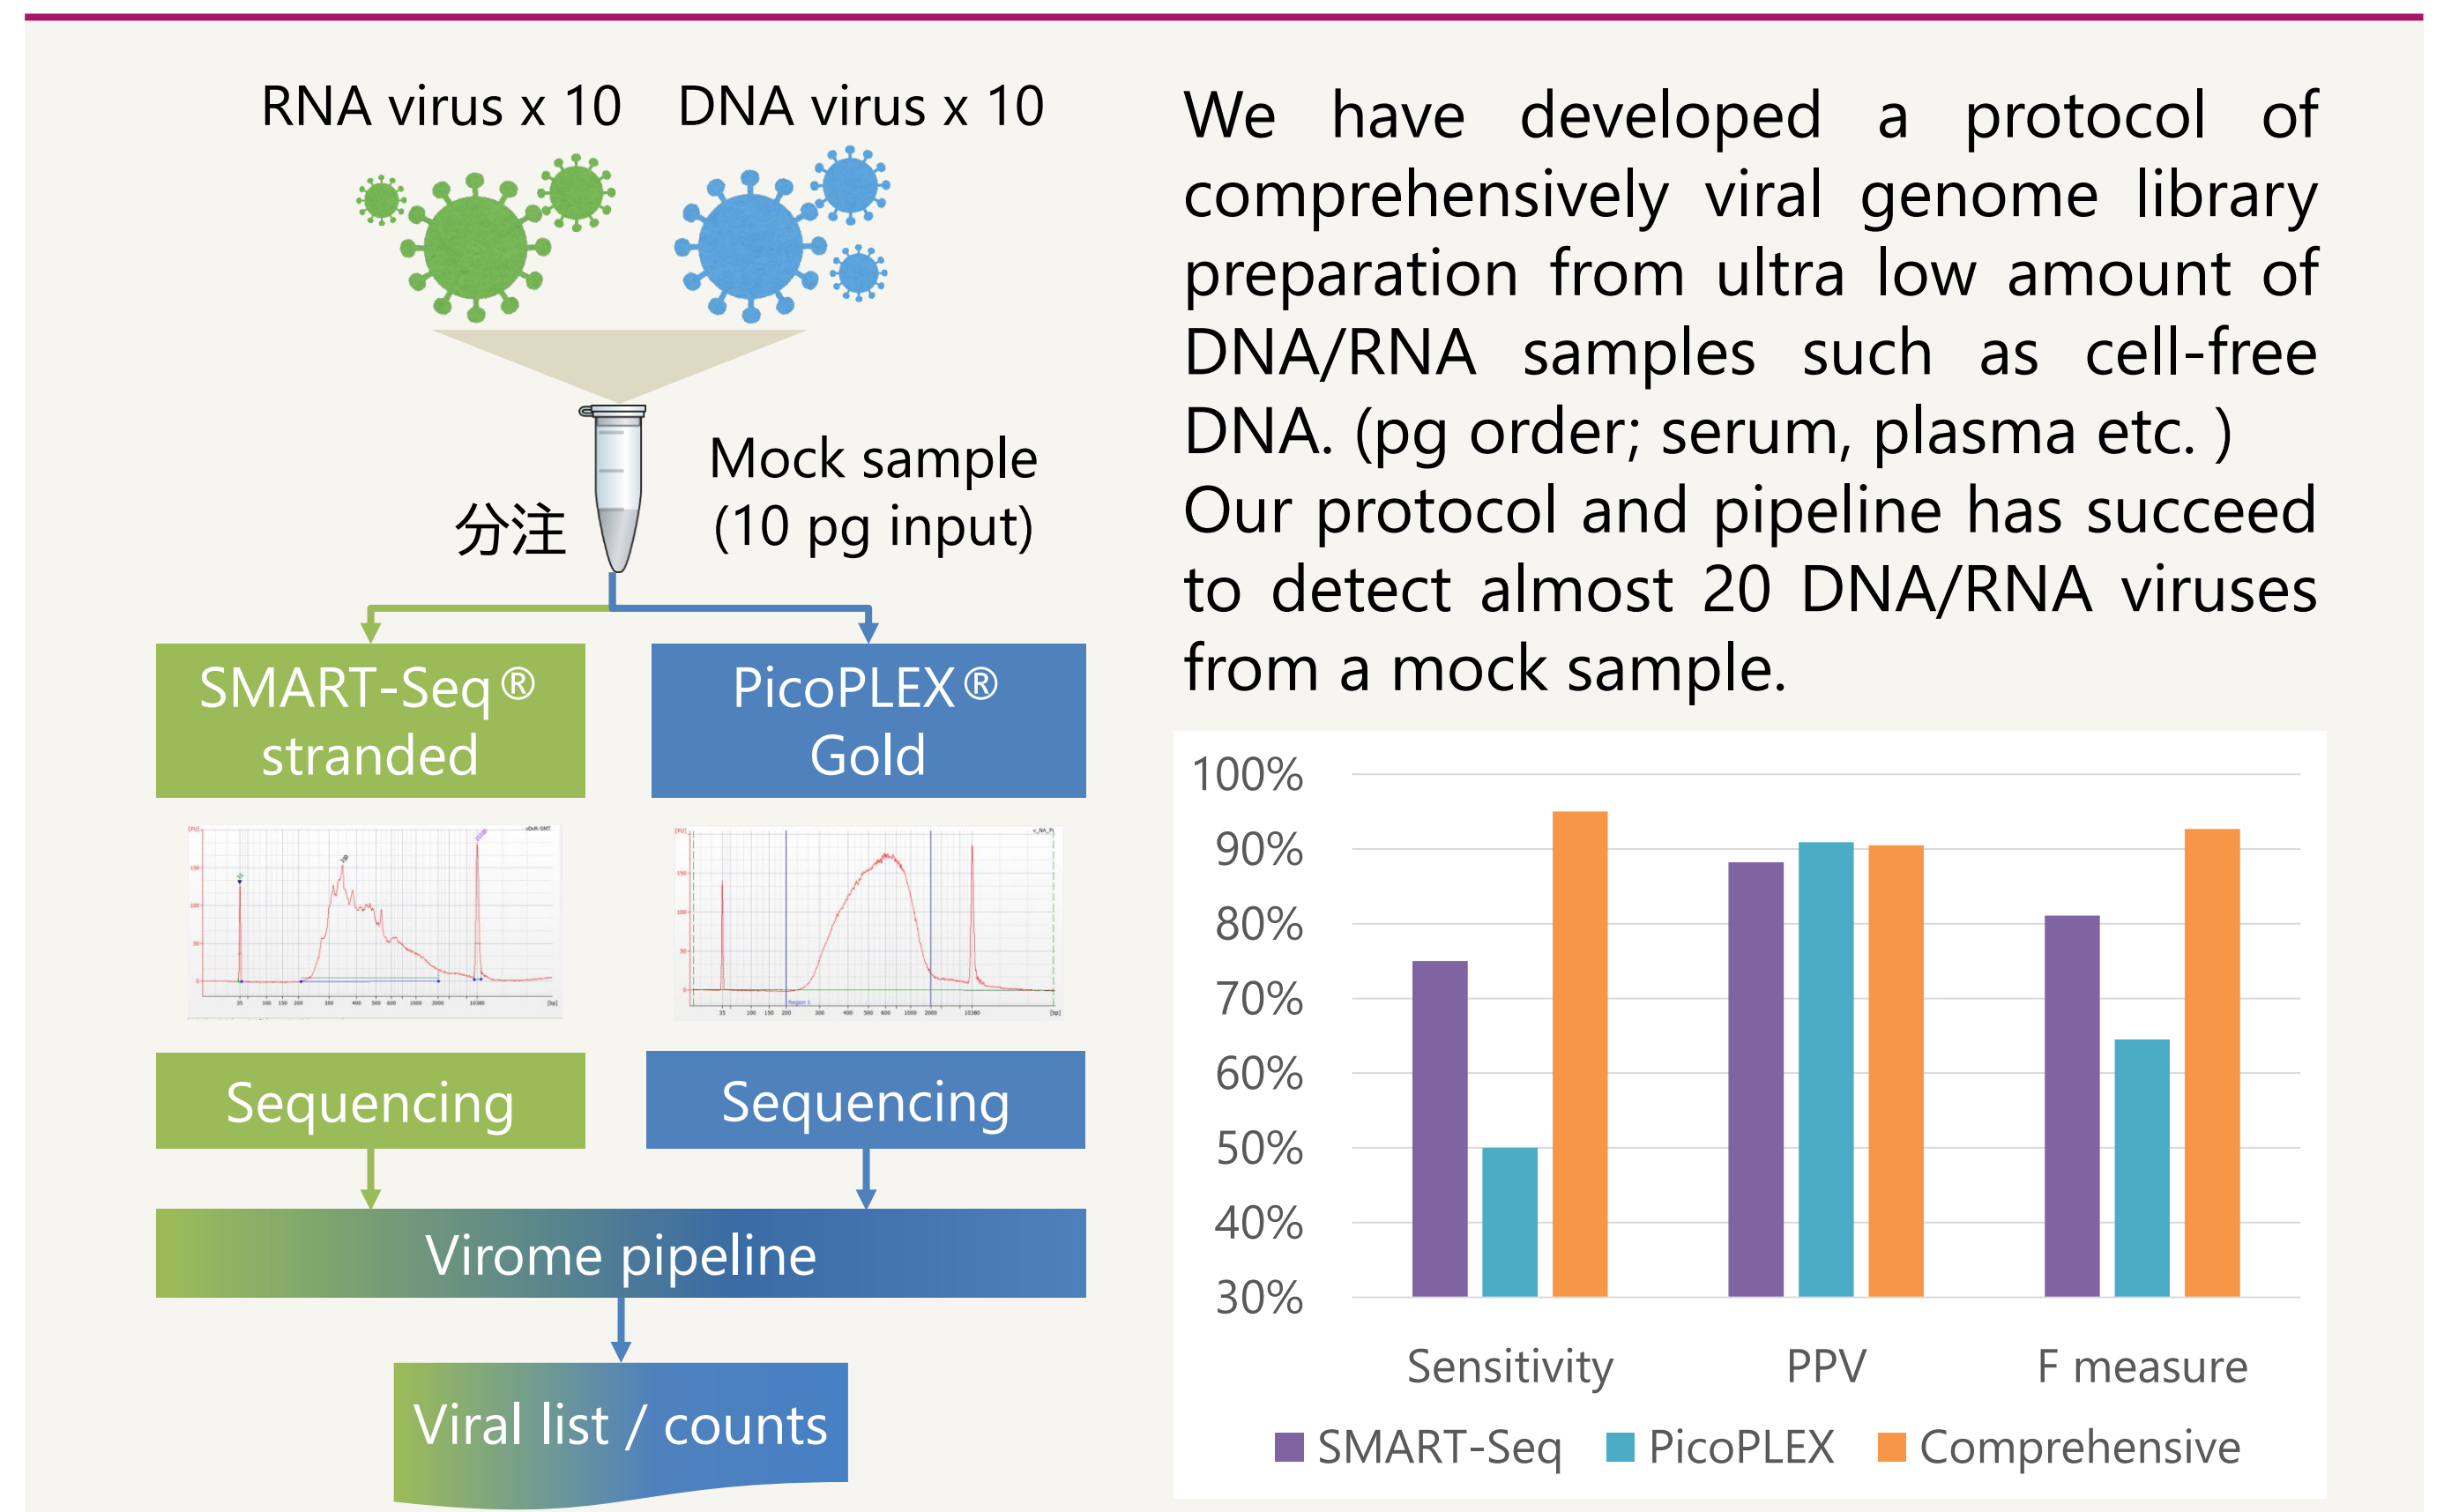 RNA virus x 10
DNA virus x 10
Mock sample
(10 pg input)
分注
SMART-Seq®
stranded
PicoPLEX®
Gold
Region 1
Sequencing
Sequencing
Virome pipeline
Viral list / counts
We have developed a protocol of
comprehensively viral genome library
preparation from ultra low amount of
DNA/RNA samples such as cell-free
DNA. (pg order; serum, plasma etc. )
Our protocol and pipeline has succeed
to detect almost 20 DNA/RNA viruses
from a mock sample.
100%
90%
80%
70%
60%
50%
40%
30%
Sensitivity
PPV
F measure
SMART-Seq
PicoPLEX
Comprehensive